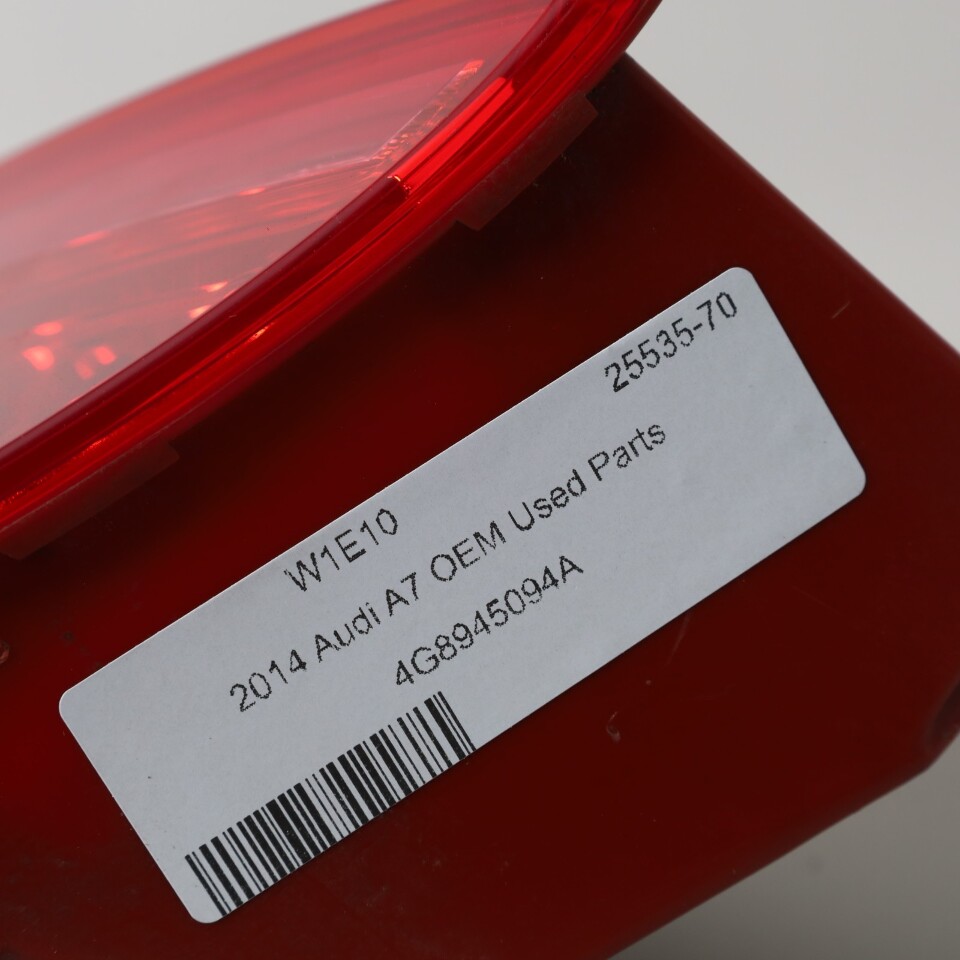 25535-70
W1E10
2014 Audi A7 OEM Used Parts
4G8945094A